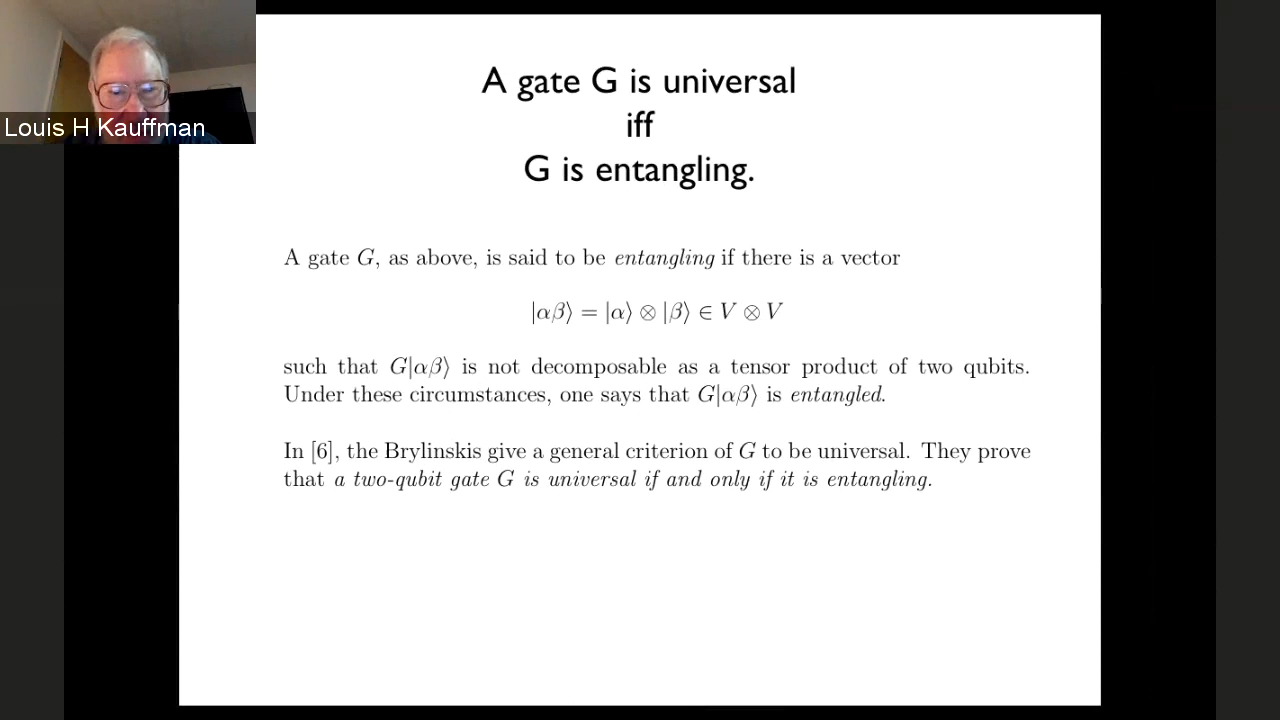 Louis H Kauffman
A gate G is universal
iff
G is entangling.
A gate G, as above, is said to be entangling if there is a vector
|αβ⟩ = |α⟩ ⊗ |β⟩ ∈ V ⊗ V
such that G|αβ⟩ is not decomposable as a tensor product of two qubits.
Under these circumstances, one says that G|αβ⟩ is entangled.
In [6], the Brylinskis give a general criterion of G to be universal. They prove
that a two-qubit gate G is universal if and only if it is entangling.